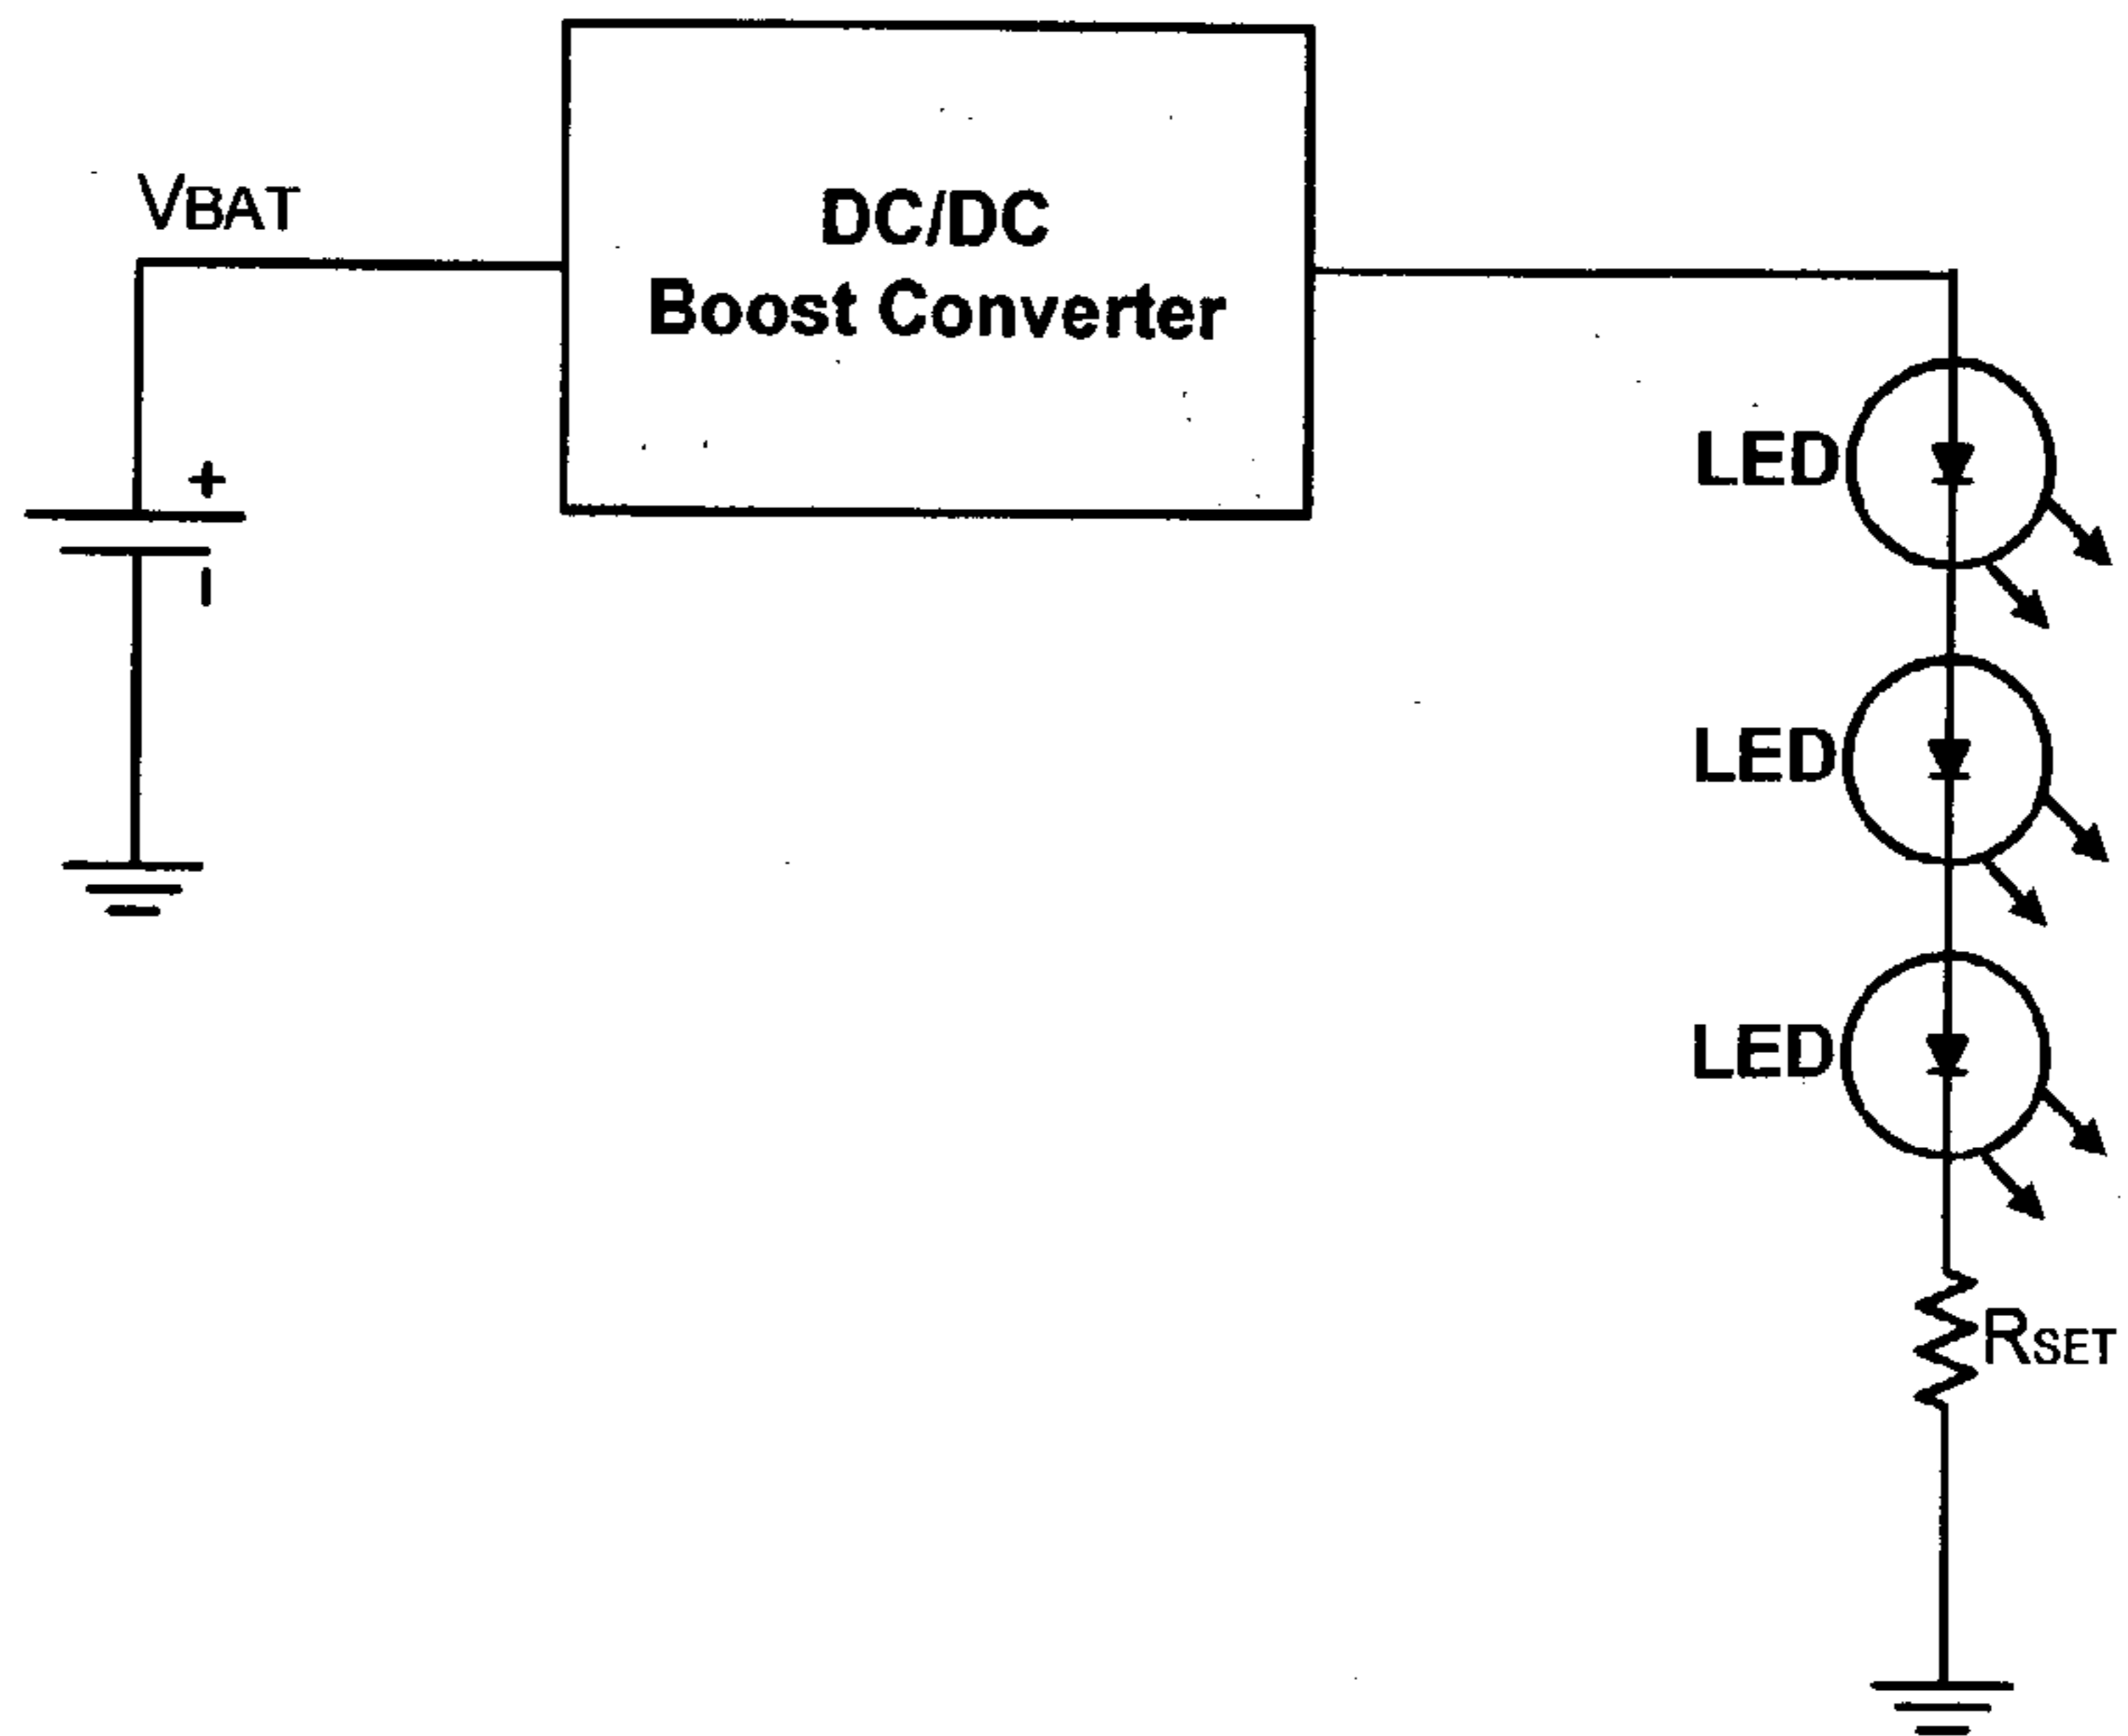 VBAT
+
−
DC/DC
Boost Converter
LED
LED
LED
RSET